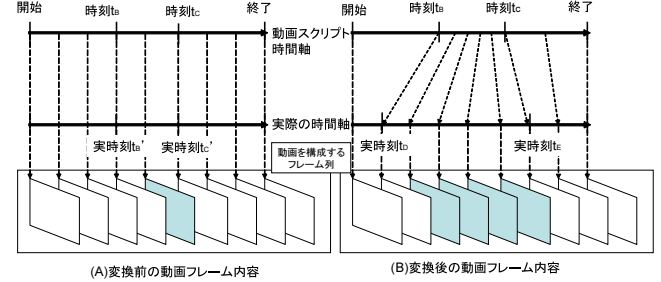 開始
時刻tB
時刻tC
終了
動画スクリプト
時間軸
開始
時刻tB
時刻tC
終了
実際の時間軸
実時刻tB'
実時刻tC'
動画を構成する
フレーム列
実時刻tD
実時刻tE
(A)変換前の動画フレーム内容
(B)変換後の動画フレーム内容